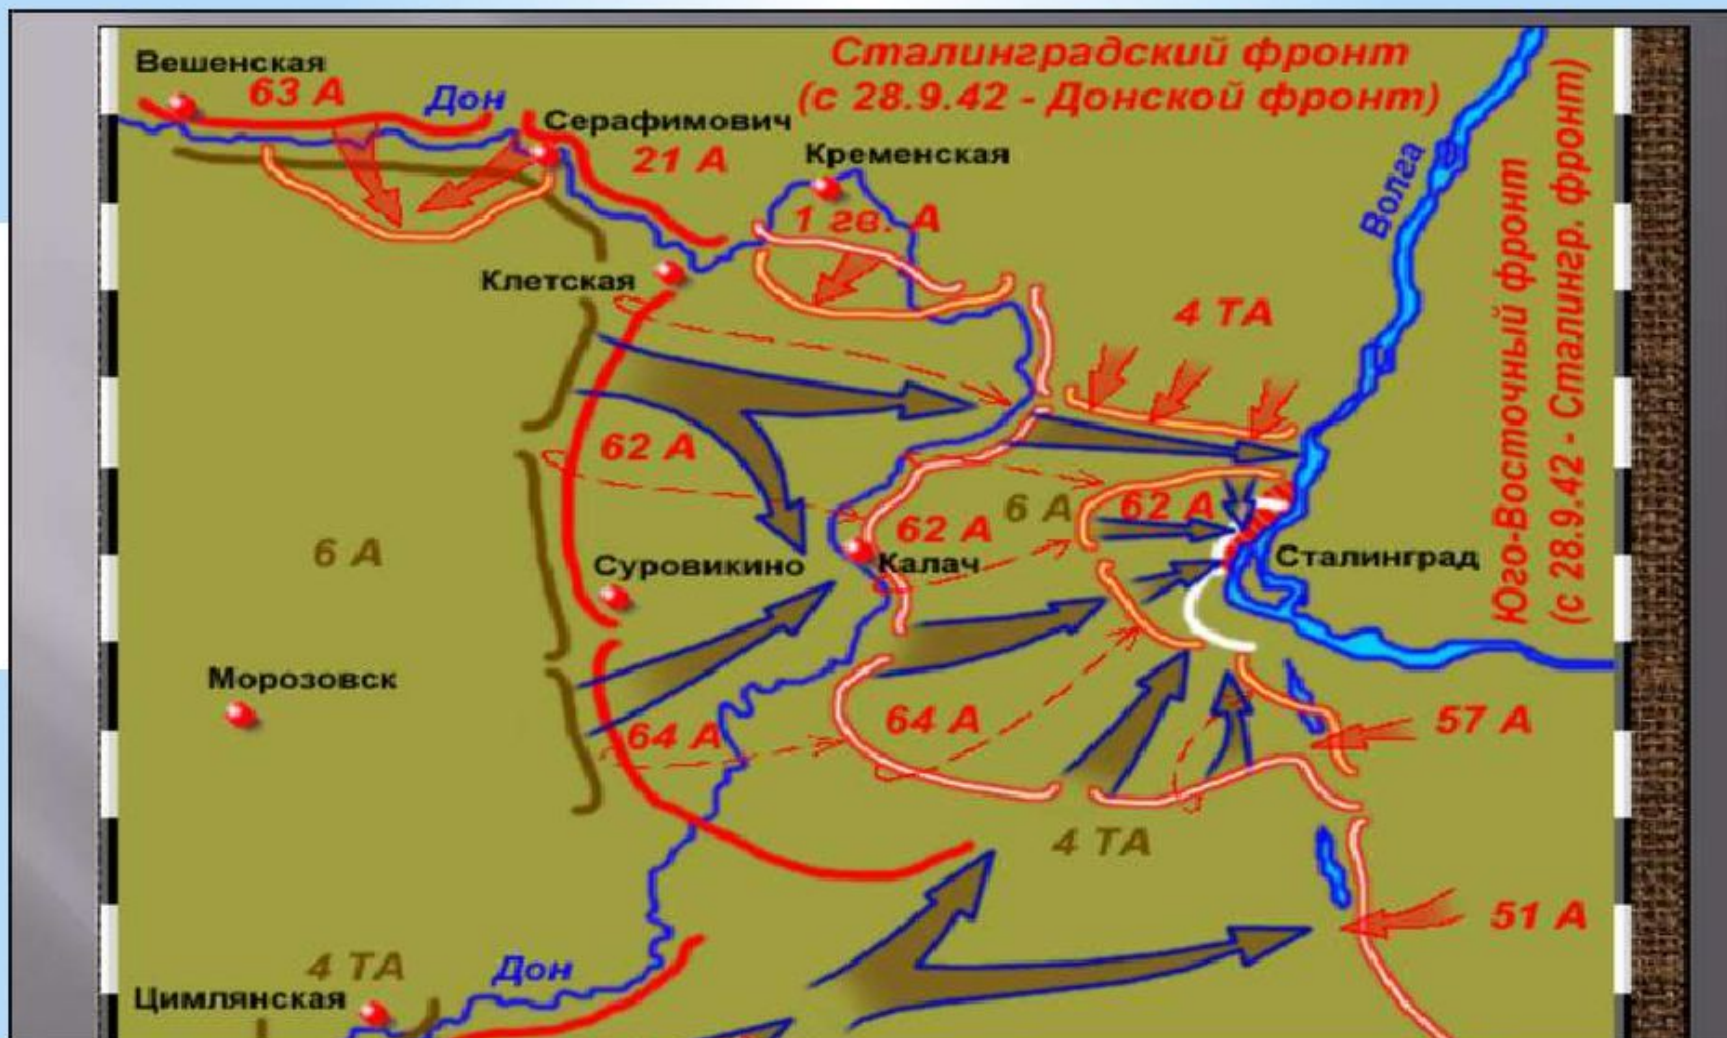 Вешенская
63 А
Дон
Серафимович
21 А
Сталинградский фронт
(с 28.9.42 - Донской фронт)
Кременская
1 гв. А
Клетская
Волга
Юго-Восточный фронт
(с 28.9.42 - Сталингр. фронт)
4 ТА
62 А
6 А
62 А
62 А
6 А
Суровикино
Калач
Сталинград
Морозовск
64 А
64 А
57 А
4 ТА
51 А
4 ТА
Дон
Цимлянская